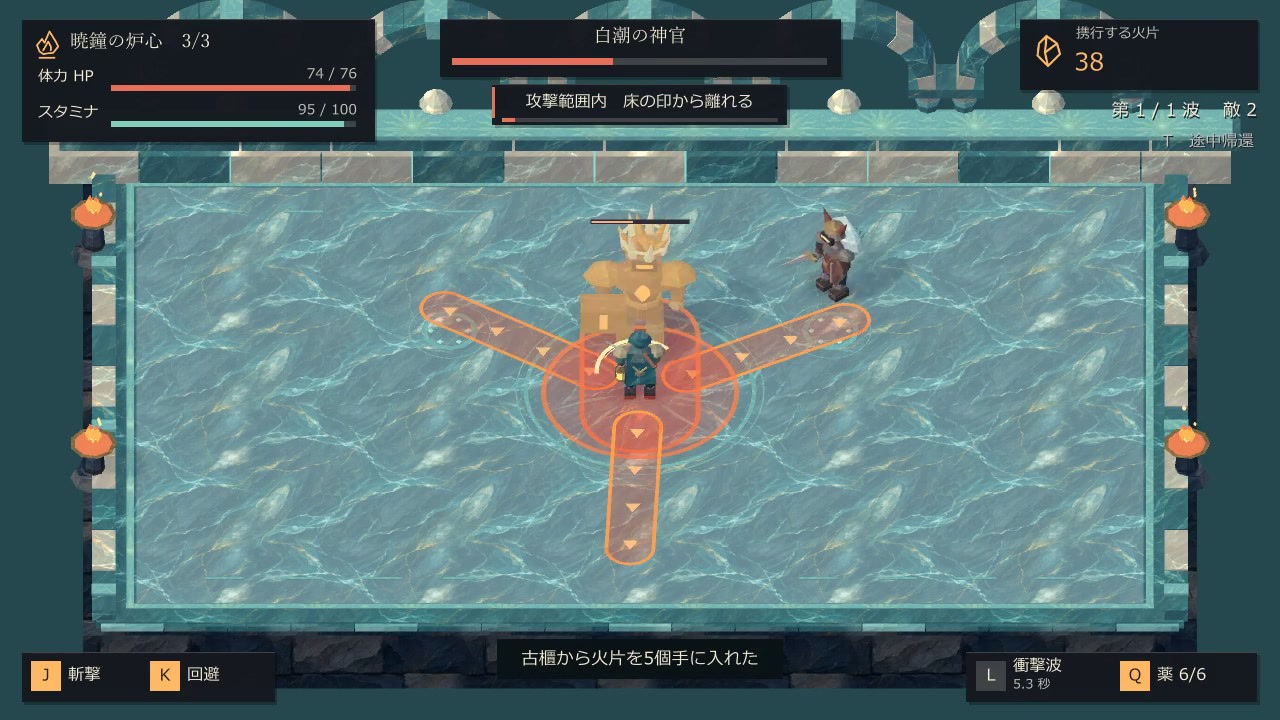 暁鐘の炉心 3/3
体力 HP 74 / 76
スタミナ 95 / 100
白潮の神官
攻撃範囲内 床の印から離れる
携行する火片
38
第 1 / 1 波 敵 2
T 途中帰還
古櫃から火片を5個手に入れた
J 斬撃 K 回避
L 衝撃波
5.3 秒
Q 薬 6/6